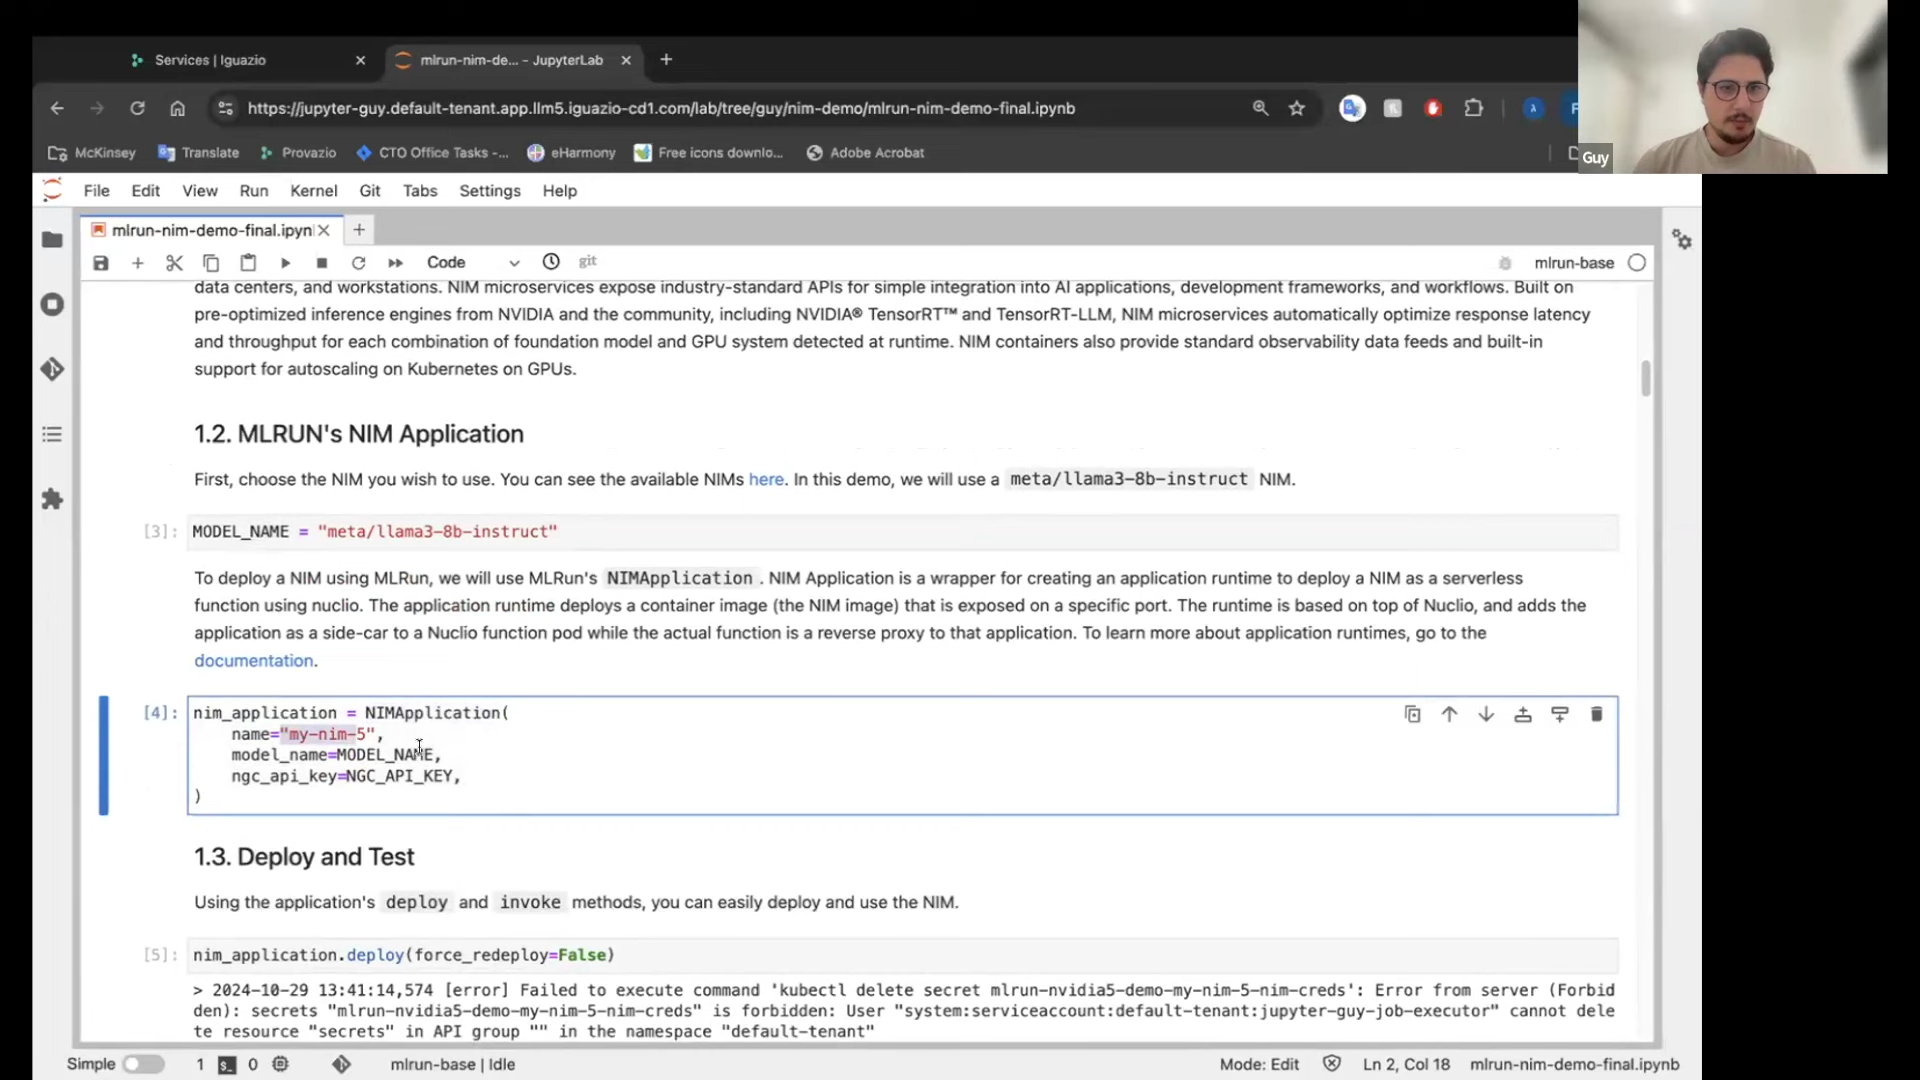 Services | Iguazio
mlrun-nim-de... - JupyterLab
https://jupyter-guy.default-tenant.app.llm5.iguazio-cd1.com/lab/tree/guy/nim-demo/mlrun-nim-demo-final.ipynb
McKinsey
Translate
Provazio
CTO Office Tasks -...
eHarmony
Free icons downlo...
Adobe Acrobat
Guy
File Edit View Run Kernel Git Tabs Settings Help
mlrun-nim-demo-final.ipyn
Code
git
mlrun-base
data centers, and workstations. NIM microservices expose industry-standard APIs for simple integration into AI applications, development frameworks, and workflows. Built on
pre-optimized inference engines from NVIDIA and the community, including NVIDIA® TensorRT™ and TensorRT-LLM, NIM microservices automatically optimize response latency
and throughput for each combination of foundation model and GPU system detected at runtime. NIM containers also provide standard observability data feeds and built-in
support for autoscaling on Kubernetes on GPUs.
1.2. MLRUN's NIM Application
First, choose the NIM you wish to use. You can see the available NIMs here. In this demo, we will use a meta/llama3-8b-instruct NIM.
[3]: MODEL_NAME = "meta/llama3-8b-instruct"
To deploy a NIM using MLRun, we will use MLRun's NIMApplication . NIM Application is a wrapper for creating an application runtime to deploy a NIM as a serverless
function using nuclio. The application runtime deploys a container image (the NIM image) that is exposed on a specific port. The runtime is based on top of Nuclio, and adds the
application as a side-car to a Nuclio function pod while the actual function is a reverse proxy to that application. To learn more about application runtimes, go to the
documentation.
[4]: nim_application = NIMApplication(
name="my-nim-5",
model_name=MODEL_NAME,
ngc_api_key=NGC_API_KEY,
)
1.3. Deploy and Test
Using the application's deploy and invoke methods, you can easily deploy and use the NIM.
[5]: nim_application.deploy(force_redeploy=False)
> 2024-10-29 13:41:14,574 [error] Failed to execute command 'kubectl delete secret mlrun-nvidia5-demo-my-nim-5-nim-creds': Error from server (Forbid
den): secrets "mlrun-nvidia5-demo-my-nim-5-nim-creds" is forbidden: User "system:serviceaccount:default-tenant:jupyter-guy-job-executor" cannot dele
te resource "secrets" in API group "" in the namespace "default-tenant"
Simple 1 0 mlrun-base | Idle Mode: Edit Ln 2, Col 18 mlrun-nim-demo-final.ipynb